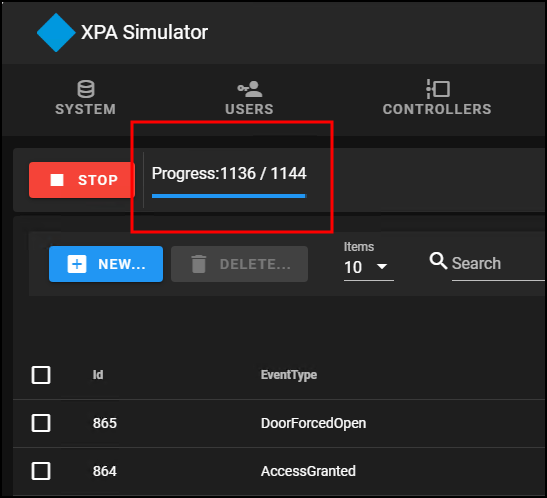 XPA Simulator
SYSTEM
USERS
CONTROLLERS
STOP
Progress:1136 / 1144
NEW...
DELETE...
Items
10
Search
Id
EventType
865
DoorForcedOpen
864
AccessGranted